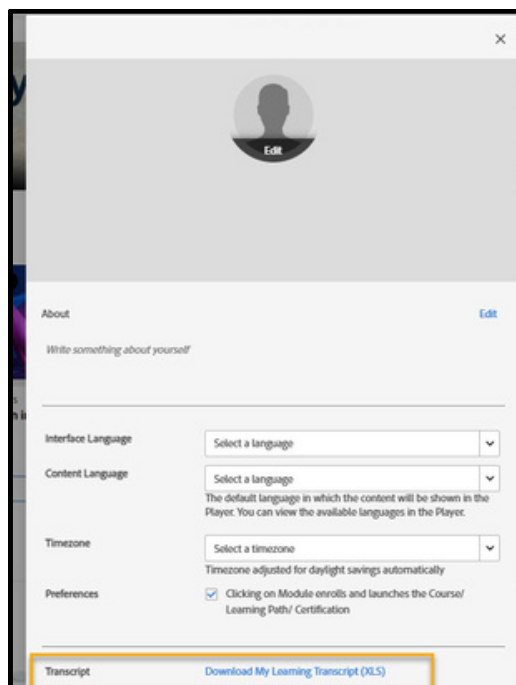 Edit
About
Edit
Write something about yourself
Interface Language
Select a language
Content Language
Select a language
The default language in which the content will be shown in the
Player. You can view the available languages in the Player.
Timezone
Select a timezone
Timezone adjusted for daylight savings automatically
Preferences
Clicking on Module enrolls and launches the Course/
Learning Path/ Certification
Transcript
Download My Learning Transcript (XLS)